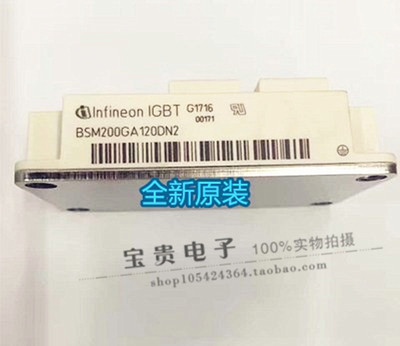 Infineon IGBT G1716
00171
BSM200GA120DN2
全新原装
宝贵电子 100%实物拍摄
shop105424364.taobao.com